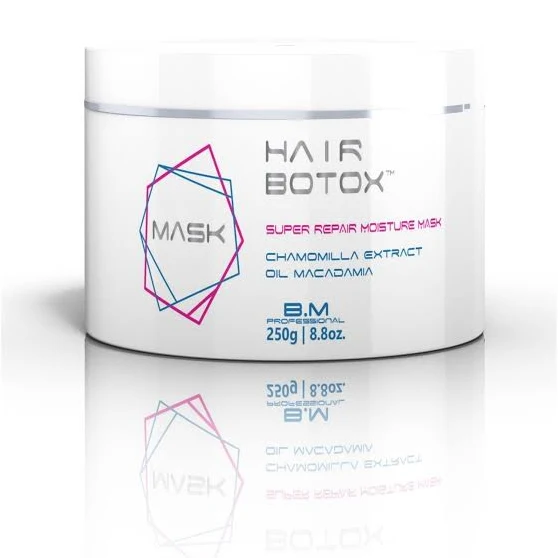 HAIR
BOTOX™
MASK
SUPER REPAIR MOISTURE MASK
CHAMOMILLA EXTRACT
OIL MACADAMIA
B.M
PROFESSIONAL
250g | 8.8oz.